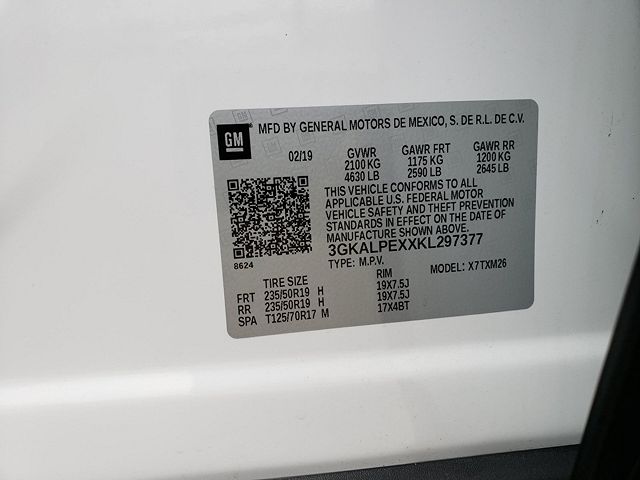 GM MFD BY GENERAL MOTORS DE MEXICO, S. DE R.L. DE C.V.
02/19 GVWR GAWR FRT GAWR RR
2100 KG 1175 KG 1200 KG
4630 LB 2590 LB 2645 LB
THIS VEHICLE CONFORMS TO ALL
APPLICABLE U.S. FEDERAL MOTOR
VEHICLE SAFETY AND THEFT PREVENTION
STANDARDS IN EFFECT ON THE DATE OF
MANUFACTURE SHOWN ABOVE.
3GKALPEXXKL297377
8624 TYPE: M.P.V. MODEL: X7TXM26
TIRE SIZE RIM
FRT 235/50R19 H 19X7.5J
RR 235/50R19 H 19X7.5J
SPA T125/70R17 M 17X4BT